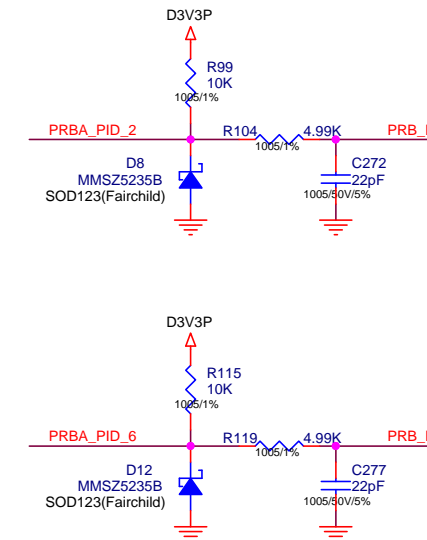 D3V3P
R99
10K
1005/1%
PRBA_PID_2
R104
4.99K
PRB_
1005/1%
D8
MMSZ5235B
SOD123(Fairchild)
C272
22pF
1005/50V/5%
D3V3P
R115
10K
1005/1%
PRBA_PID_6
R119
4.99K
PRB_
1005/1%
D12
MMSZ5235B
SOD123(Fairchild)
C277
22pF
1005/50V/5%